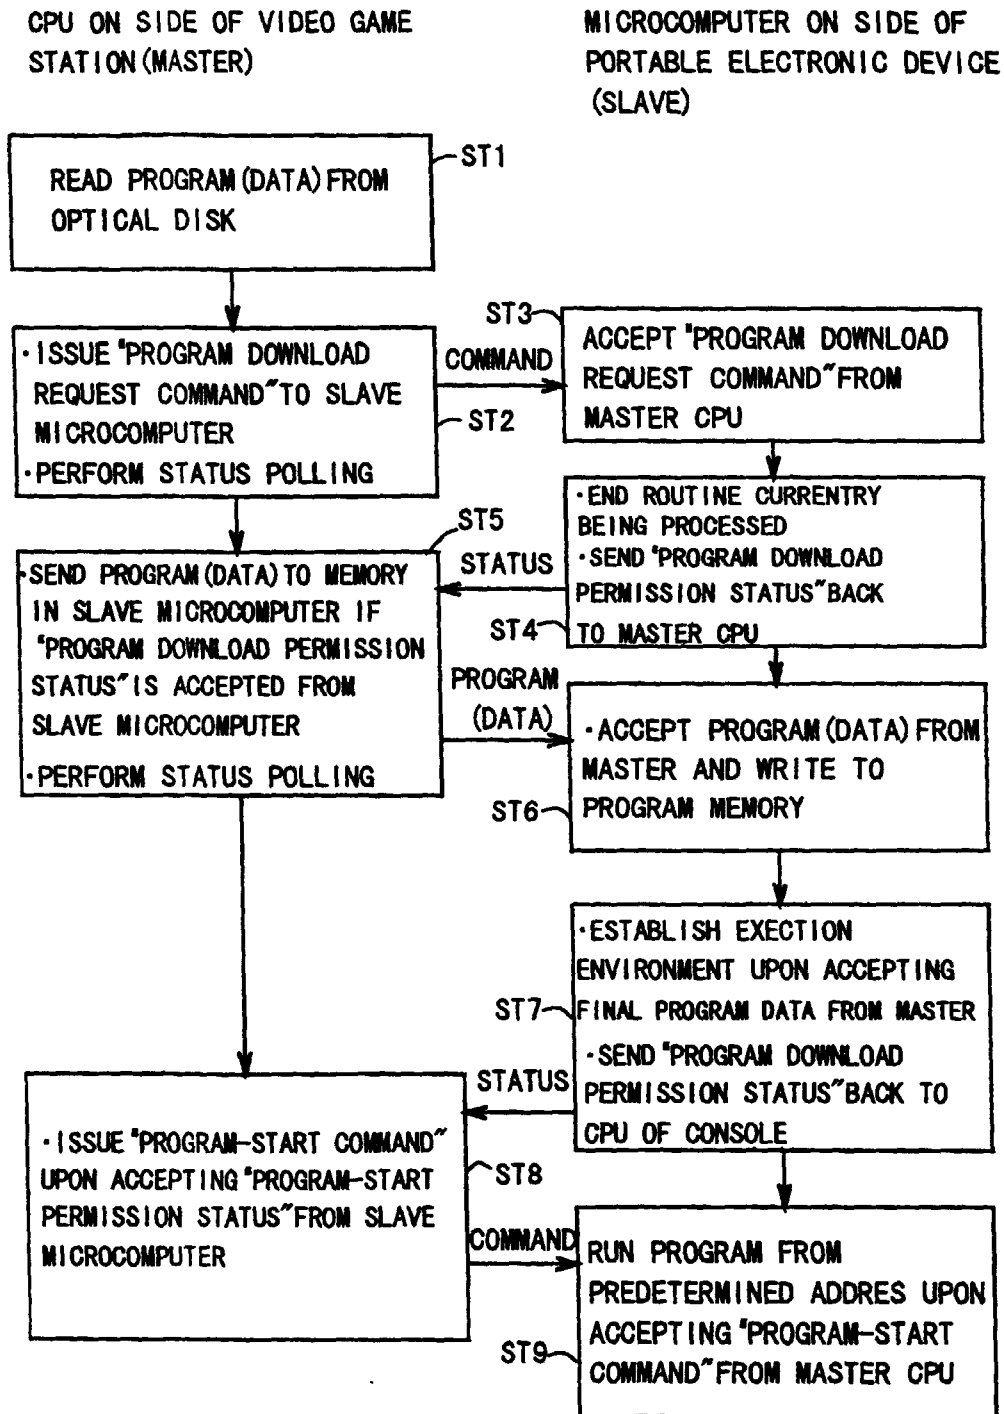 CPU ON SIDE OF VIDEO GAME
STATION(MASTER)
MICROCOMPUTER ON SIDE OF
PORTABLE ELECTRONIC DEVICE
(SLAVE)
ST1
READ PROGRAM(DATA)FROM
OPTICAL DISK
·ISSUE "PROGRAM DOWNLOAD
REQUEST COMMAND"TO SLAVE
MICROCOMPUTER
·PERFORM STATUS POLLING
ST2
COMMAND
ST3
ACCEPT "PROGRAM DOWNLOAD
REQUEST COMMAND"FROM
MASTER CPU
·END ROUTINE CURRENTRY
BEING PROCESSED
·SEND "PROGRAM DOWNLOAD
PERMISSION STATUS"BACK
TO MASTER CPU
ST4
STATUS
ST5
·SEND PROGRAM(DATA)TO MEMORY
IN SLAVE MICROCOMPUTER IF
"PROGRAM DOWNLOAD PERMISSION
STATUS"IS ACCEPTED FROM
SLAVE MICROCOMPUTER
·PERFORM STATUS POLLING
PROGRAM
(DATA)
·ACCEPT PROGRAM(DATA)FROM
MASTER AND WRITE TO
PROGRAM MEMORY
ST6
·ESTABLISH EXECTION
ENVIRONMENT UPON ACCEPTING
FINAL PROGRAM DATA FROM MASTER
·SEND "PROGRAM DOWNLOAD
PERMISSION STATUS"BACK TO
CPU OF CONSOLE
ST7
STATUS
·ISSUE "PROGRAM-START COMMAND"
UPON ACCEPTING "PROGRAM-START
PERMISSION STATUS"FROM SLAVE
MICROCOMPUTER
ST8
COMMAND
RUN PROGRAM FROM
PREDETERMINED ADDRES UPON
ACCEPTING "PROGRAM-START
COMMAND"FROM MASTER CPU
ST9